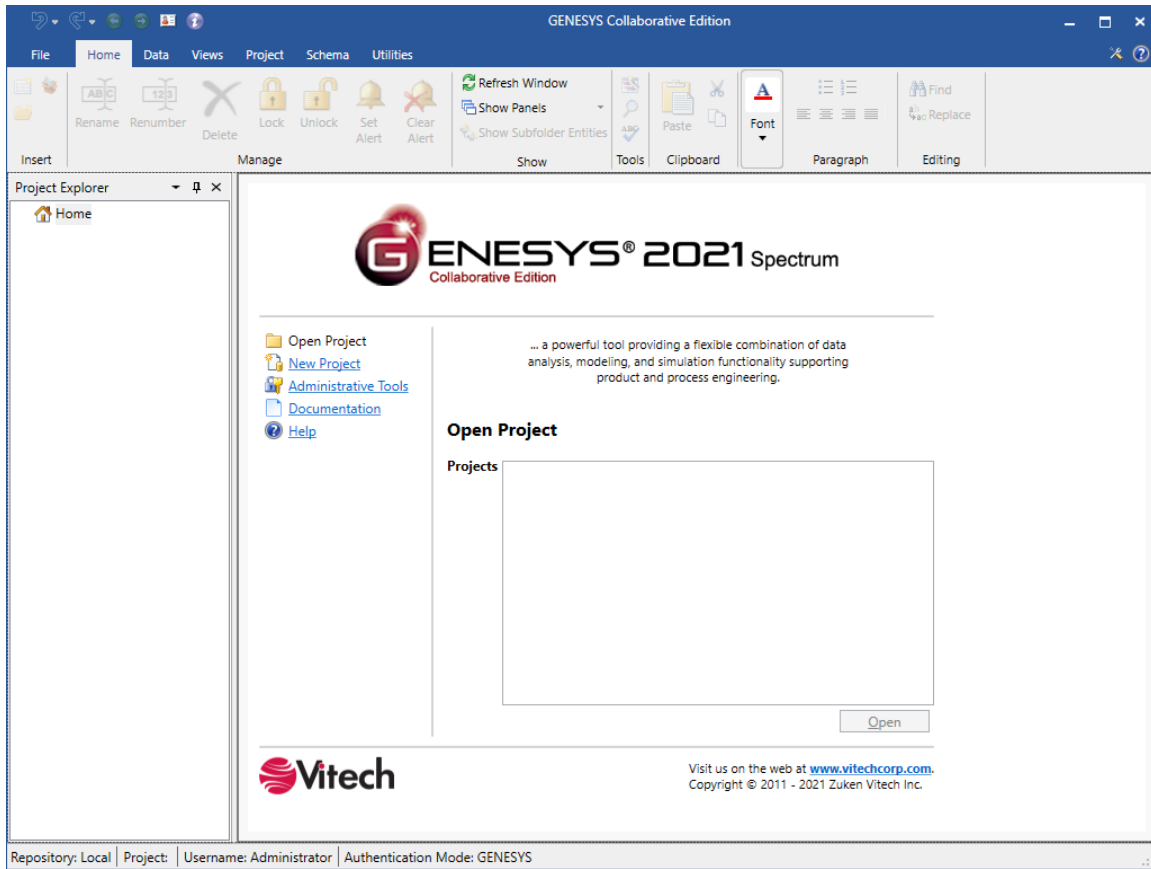 GENESYS Collaborative Edition
File Home Data Views Project Schema Utilities
Rename Renumber Delete Lock Unlock Set Alert Clear Alert
Refresh Window
Show Panels
Show Subfolder Entities
ABC
Paste
Font
Find
Replace
Insert Manage Show Tools Clipboard Paragraph Editing
Project Explorer
Home
GENESYS® 2021 Spectrum
Collaborative Edition
Open Project
New Project
Administrative Tools
Documentation
Help
... a powerful tool providing a flexible combination of data
analysis, modeling, and simulation functionality supporting
product and process engineering.
Open Project
Projects
Open
Vitech
Visit us on the web at www.vitechcorp.com.
Copyright © 2011 - 2021 Zuken Vitech Inc.
Repository: Local Project: Username: Administrator Authentication Mode: GENESYS